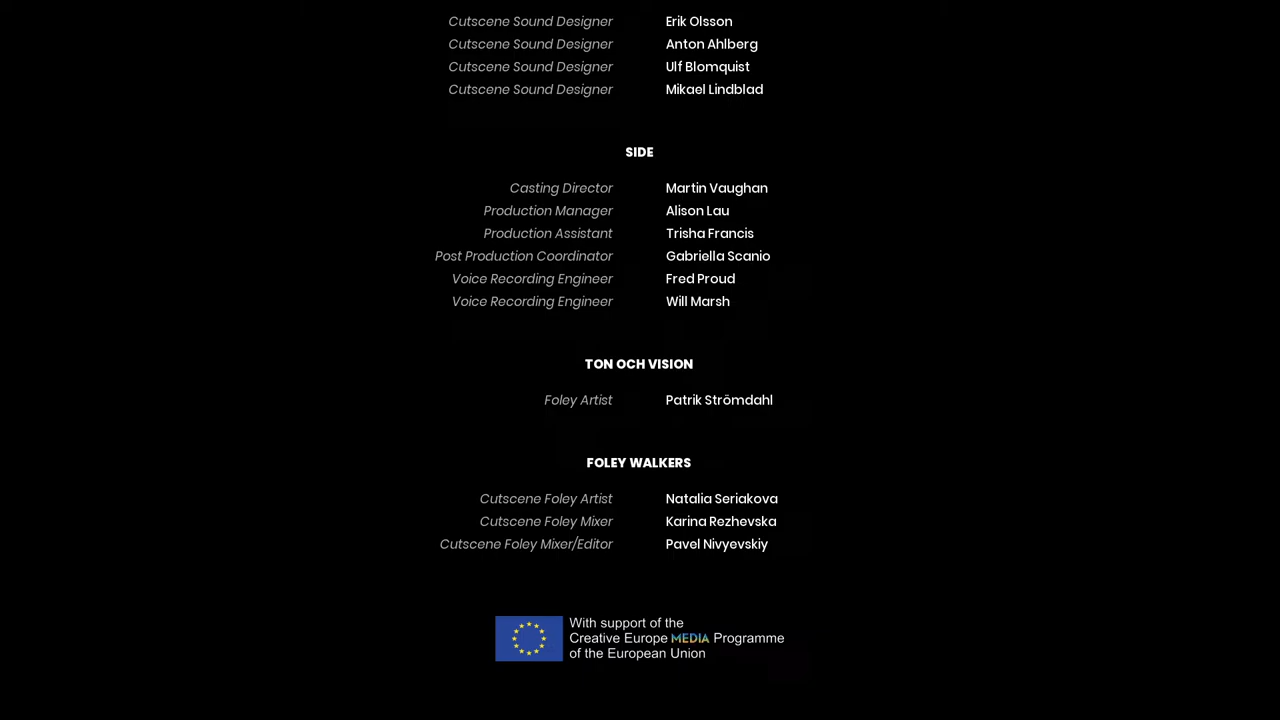 Cutscene Sound Designer Erik Olsson
Cutscene Sound Designer Anton Ahlberg
Cutscene Sound Designer Ulf Blomquist
Cutscene Sound Designer Mikael Lindblad
SIDE
Casting Director Martin Vaughan
Production Manager Alison Lau
Production Assistant Trisha Francis
Post Production Coordinator Gabriella Scanio
Voice Recording Engineer Fred Proud
Voice Recording Engineer Will Marsh
TON OCH VISION
Foley Artist Patrik Strömdahl
FOLEY WALKERS
Cutscene Foley Artist Natalia Seriakova
Cutscene Foley Mixer Karina Rezhevska
Cutscene Foley Mixer/Editor Pavel Nivyevskiy
With support of the
Creative Europe MEDIA Programme
of the European Union